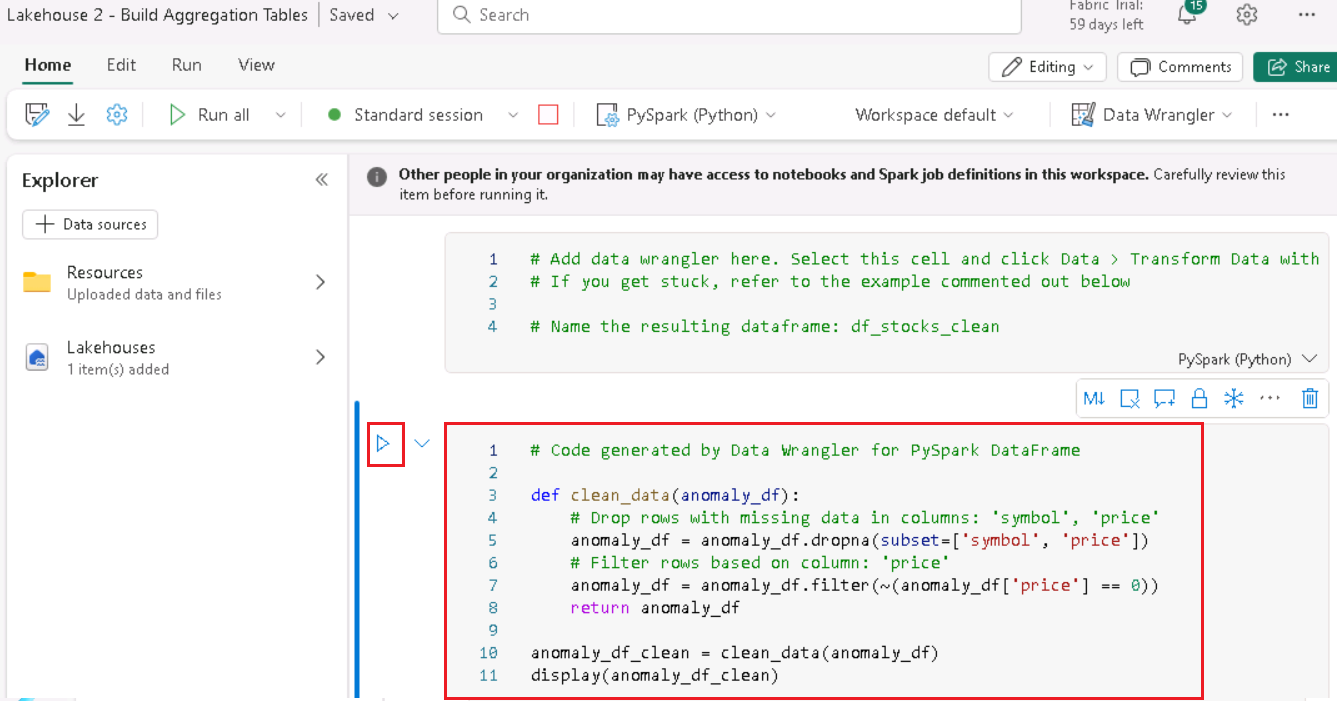 Lakehouse 2 - Build Aggregation Tables Saved Search Fabric Trial: 15
59 days left
Home Edit Run View Editing Comments Share
Run all Standard session PySpark (Python) Workspace default Data Wrangler ...
Explorer
Data sources
Resources
Uploaded data and files
Lakehouses
1 item(s) added
Other people in your organization may have access to notebooks and Spark job definitions in this workspace. Carefully review this
item before running it.
1 # Add data wrangler here. Select this cell and click Data > Transform Data with
2 # If you get stuck, refer to the example commented out below
3
4 # Name the resulting dataframe: df_stocks_clean
PySpark (Python)
M↓ ...
1 # Code generated by Data Wrangler for PySpark DataFrame
2
3 def clean_data(anomaly_df):
4 # Drop rows with missing data in columns: 'symbol', 'price'
5 anomaly_df = anomaly_df.dropna(subset=['symbol', 'price'])
6 # Filter rows based on column: 'price'
7 anomaly_df = anomaly_df.filter(~(anomaly_df['price'] == 0))
8 return anomaly_df
9
10 anomaly_df_clean = clean_data(anomaly_df)
11 display(anomaly_df_clean)